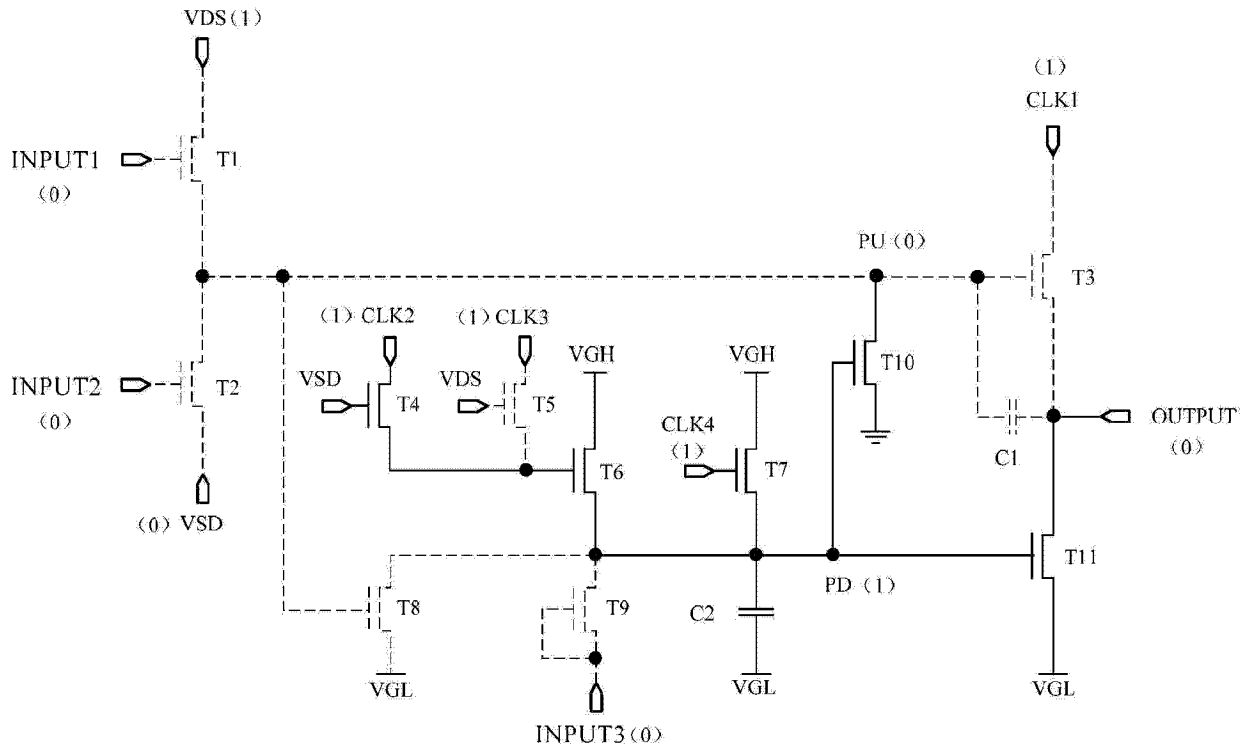 VDS (1)
(1)
CLK1
INPUT1
(0)
T1
PU (0)
T3
(1) CLK2
(1) CLK3
VGH
VGH
T10
INPUT2
(0)
T2
VSD
T4
VDS
T5
CLK4
(1)
T6
T7
C1
OUTPUT
(0)
(0) VSD
T11
PD (1)
T8
T9
C2
VGL
VGL
VGL
INPUT3 (0)